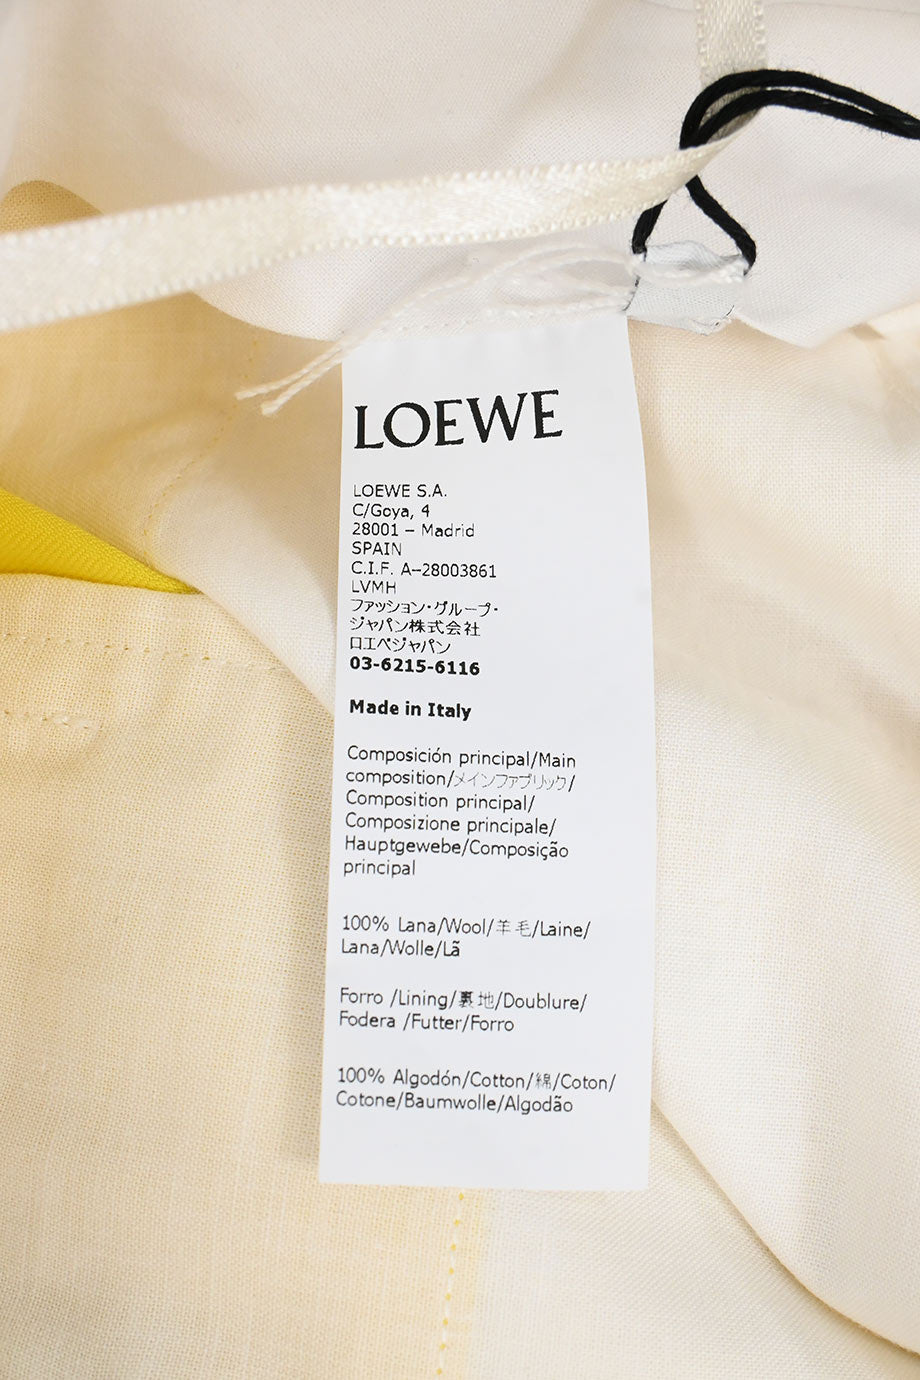 LOEWE
LOEWE S.A.
C/Goya, 4
28001 – Madrid
SPAIN
C.I.F. A–28003861
LVMH
ファッション・グループ・
ジャパン株式会社
ロエベジャパン
03-6215-6116
Made in Italy
Composición principal/Main
composition/メインファブリック/
Composition principal/
Composizione principale/
Hauptgewebe/Composição
principal
100% Lana/Wool/羊毛/Laine/
Lana/Wolle/Lã
Forro /Lining/裏地/Doublure/
Fodera /Futter/Forro
100% Algodón/Cotton/綿/Coton/
Cotone/Baumwolle/Algodão